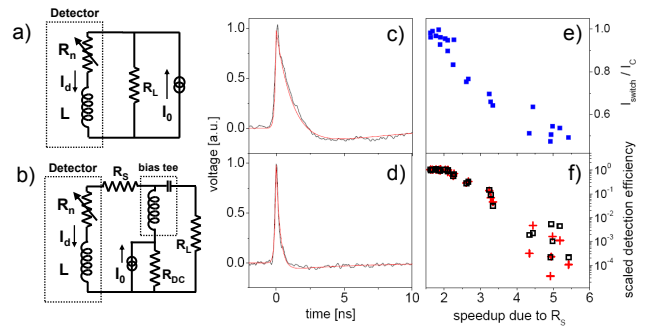 a)
Detector
Rn
Id
L
RL
I0
b)
Detector
RS
bias tee
Rn
Id
L
I0
RDC
RL
voltage [a.u.]
c)
1.0
0.5
0.0
d)
1.0
0.5
0.0
0 5 10
time [ns]
e)
1.0
0.8
0.6
Iswitch / IC
f)
10^0
10^-1
10^-2
10^-3
10^-4
scaled detection efficiency
2 3 4 5 6
speedup due to RS